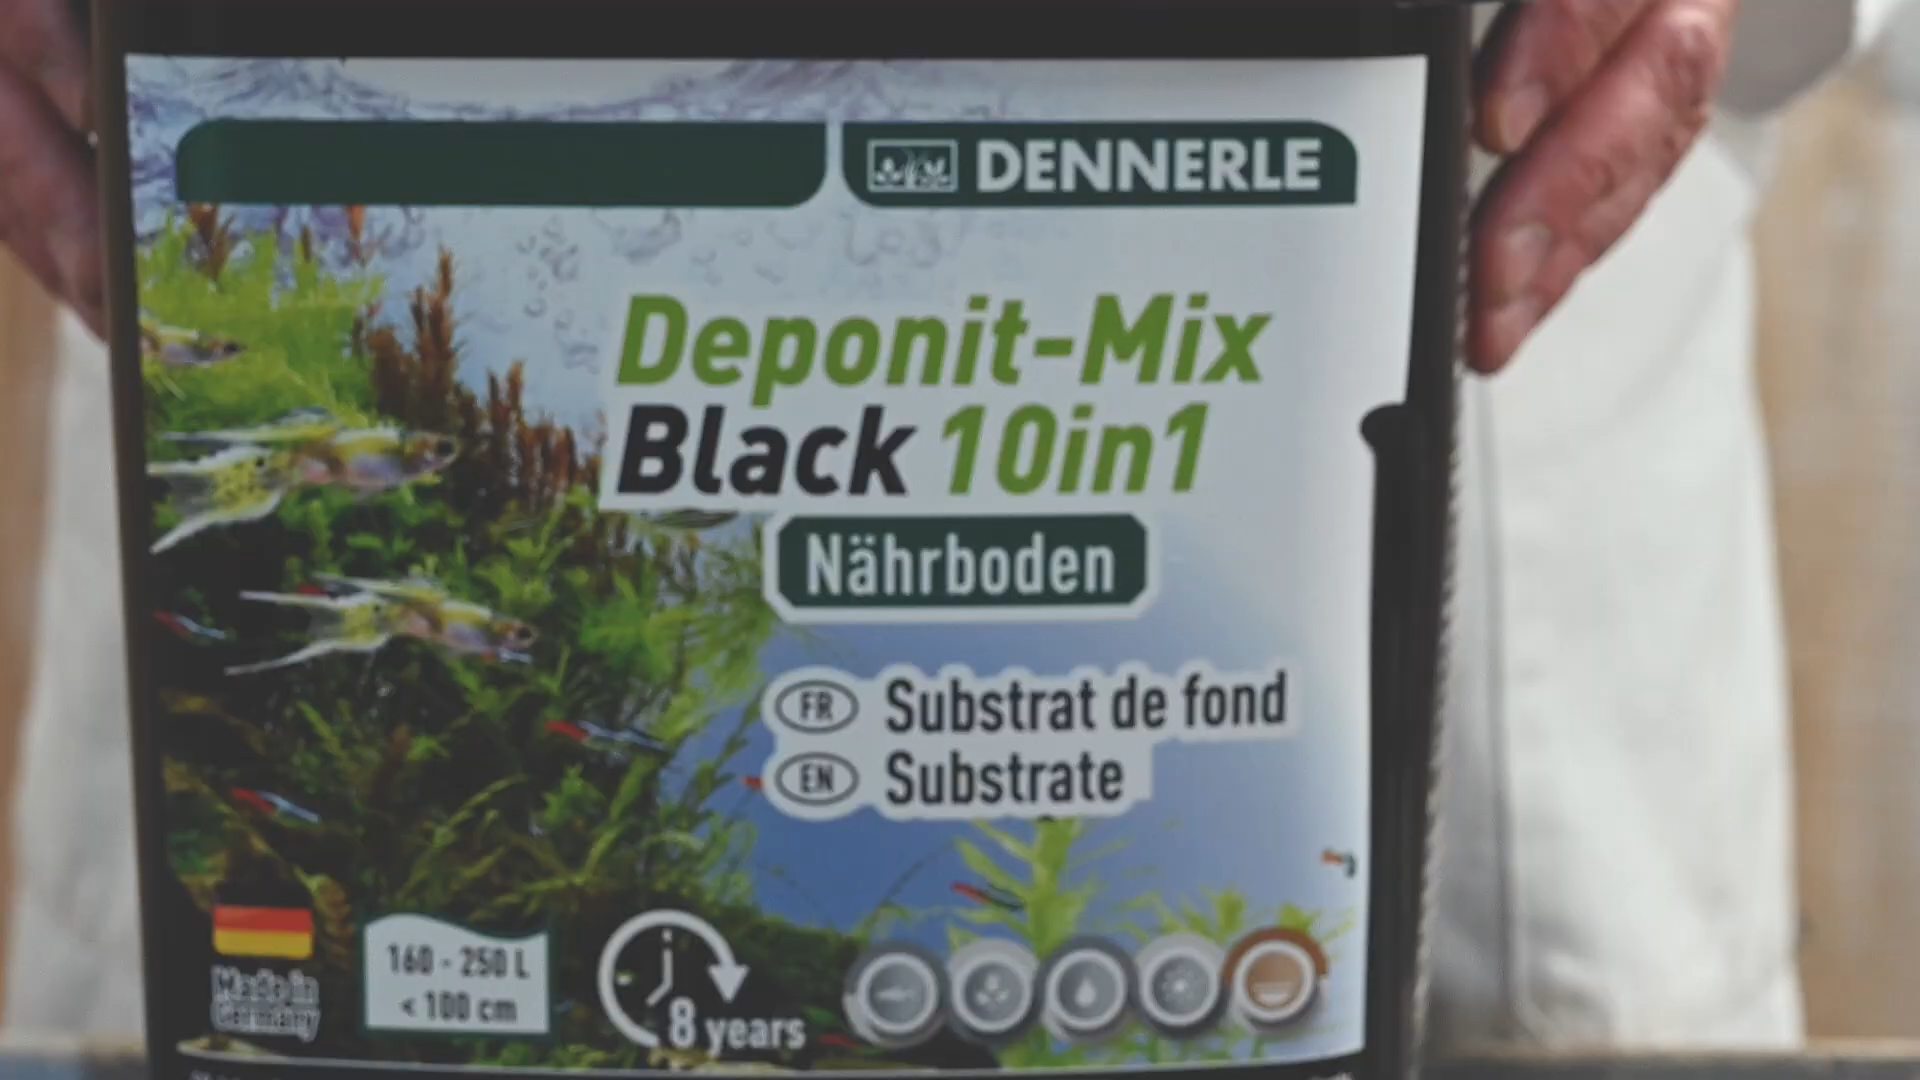 DENNERLE
Deponit-Mix
Black 10in1
Nährboden
FR Substrat de fond
EN Substrate
Made in
Germany
160 - 250 L
< 100 cm
8 years